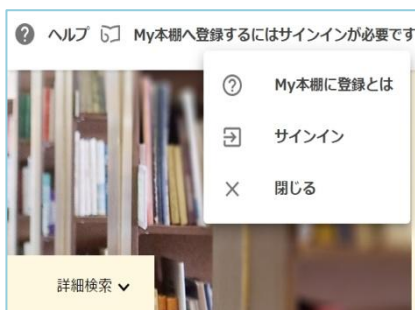 ヘルプ My本棚へ登録するにはサインインが必要です
My本棚に登録とは
サインイン
閉じる
詳細検索